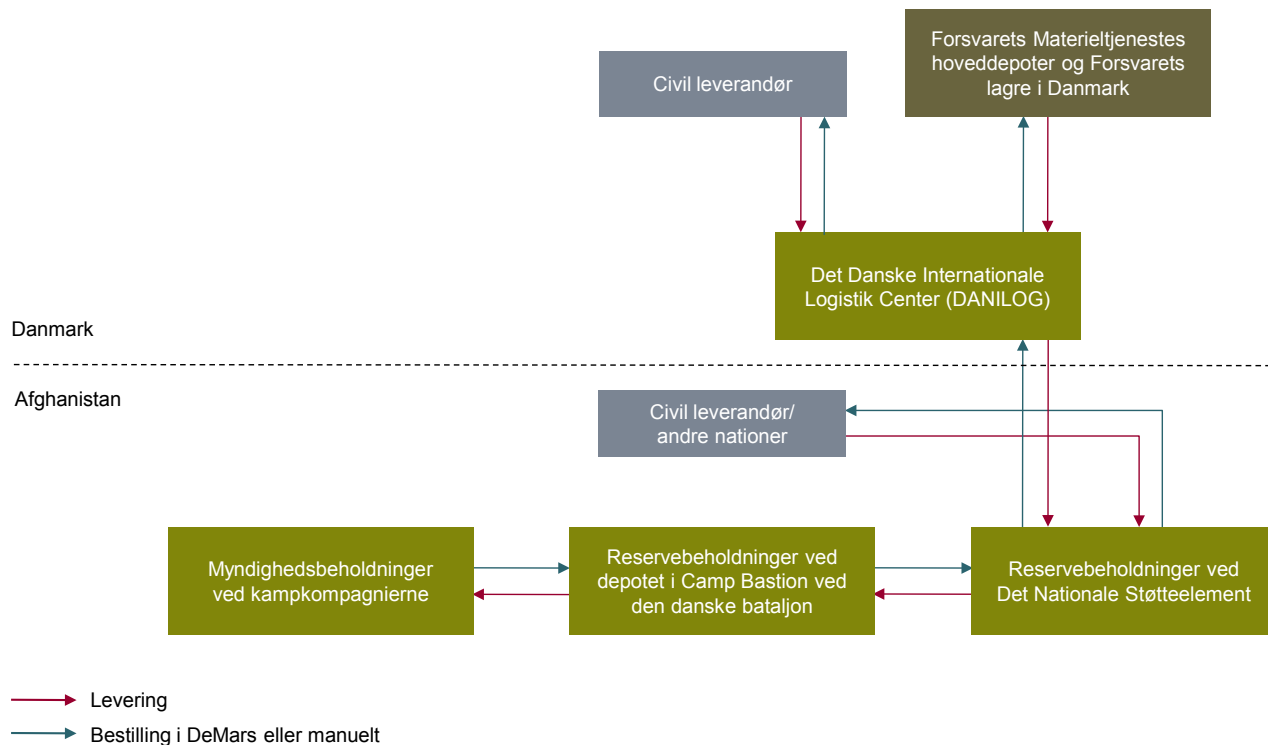 Forsvarets Materieltjenestes
hoveddepoter og Forsvarets
lagre i Danmark
Civil leverandør
Det Danske Internationale
Logistik Center (DANILOG)
Danmark
Afghanistan
Civil leverandør/
andre nationer
Myndighedsbeholdninger
ved kampkompagnierne
Reservebeholdninger ved
depotet i Camp Bastion ved
den danske bataljon
Reservebeholdninger ved
Det Nationale Støtteelement
Levering
Bestilling i DeMars eller manuelt